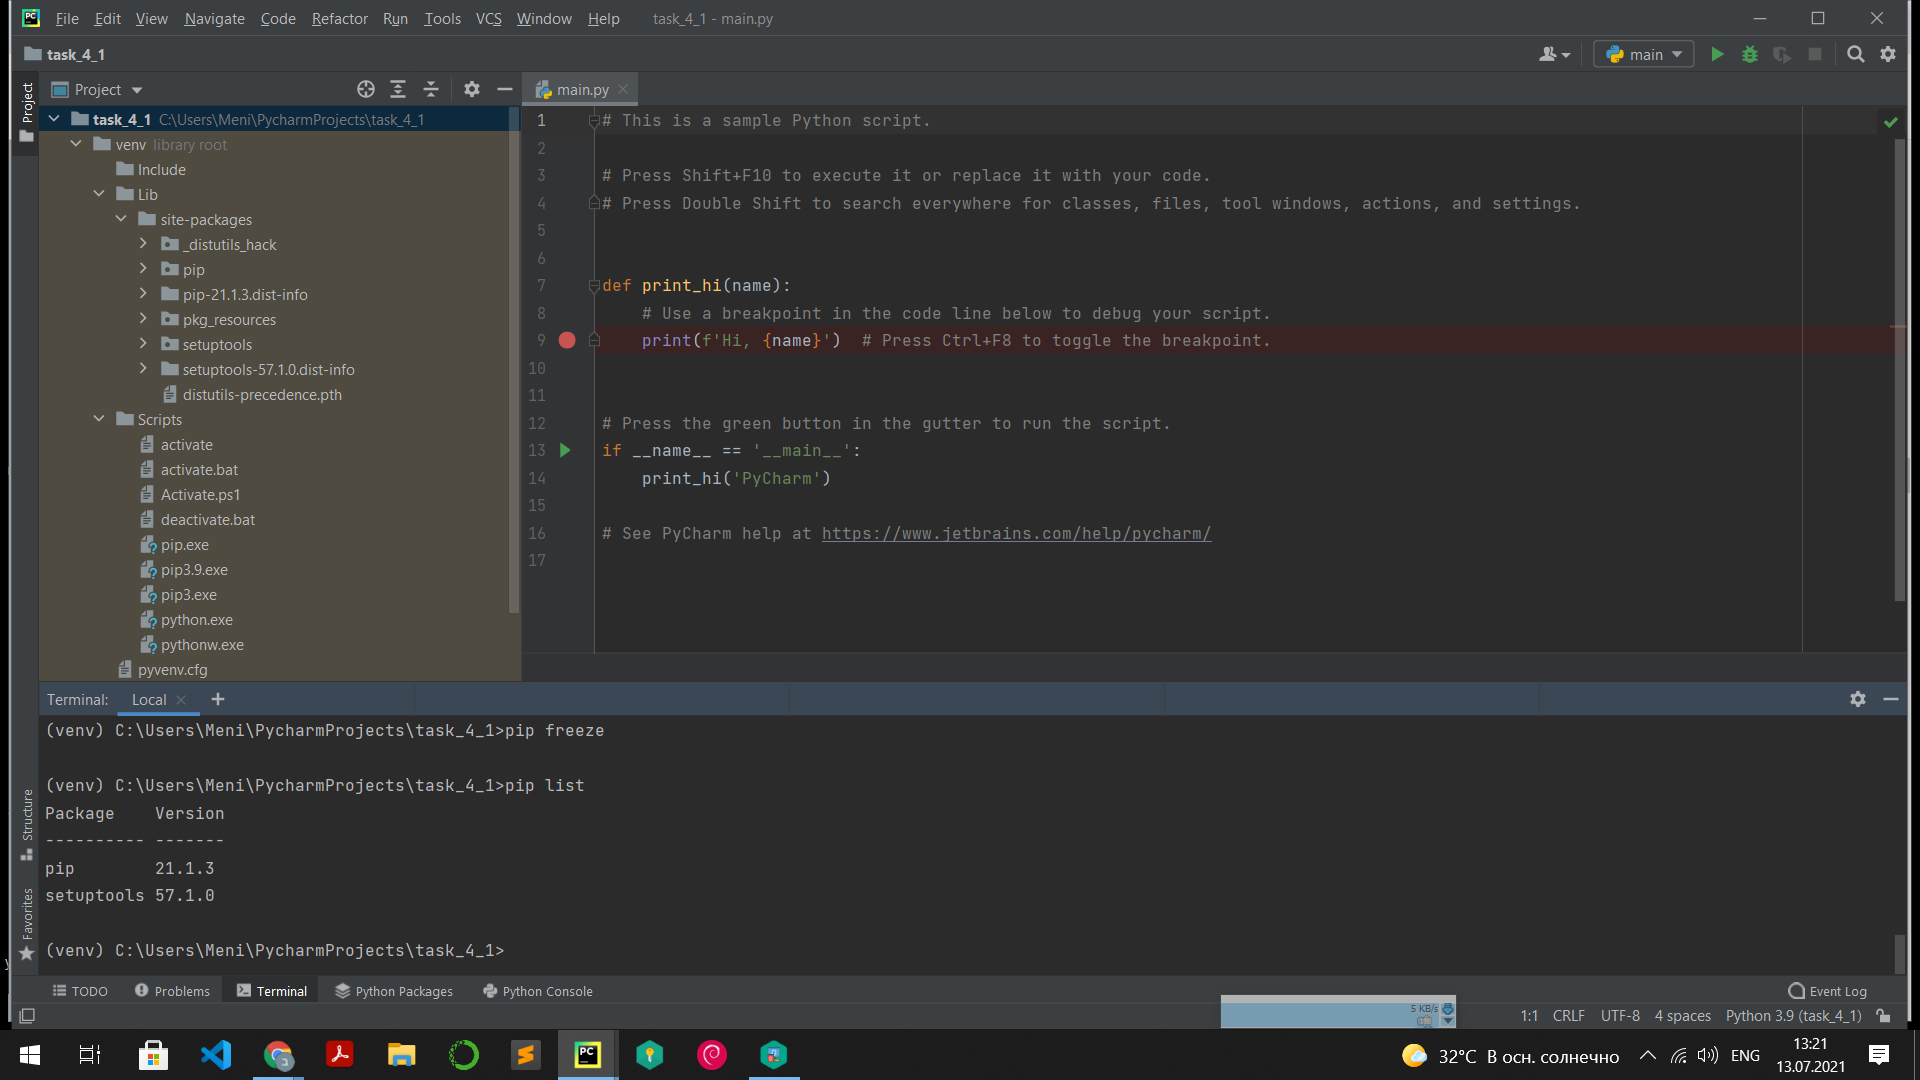 File Edit View Navigate Code Refactor Run Tools VCS Window Help task_4_1 - main.py
task_4_1
main
Project
Project
main.py
task_4_1 C:\Users\Meni\PycharmProjects\task_4_1
venv library root
Include
Lib
site-packages
_distutils_hack
pip
pip-21.1.3.dist-info
pkg_resources
setuptools
setuptools-57.1.0.dist-info
distutils-precedence.pth
Scripts
activate
activate.bat
Activate.ps1
deactivate.bat
pip.exe
pip3.9.exe
pip3.exe
python.exe
pythonw.exe
pyvenv.cfg
1 # This is a sample Python script.
2
3 # Press Shift+F10 to execute it or replace it with your code.
4 # Press Double Shift to search everywhere for classes, files, tool windows, actions, and settings.
5
6
7 def print_hi(name):
8 # Use a breakpoint in the code line below to debug your script.
9 print(f'Hi, {name}') # Press Ctrl+F8 to toggle the breakpoint.
10
11
12 # Press the green button in the gutter to run the script.
13 if __name__ == '__main__':
14 print_hi('PyCharm')
15
16 # See PyCharm help at https://www.jetbrains.com/help/pycharm/
17
Terminal: Local
(venv) C:\Users\Meni\PycharmProjects\task_4_1>pip freeze
(venv) C:\Users\Meni\PycharmProjects\task_4_1>pip list
Package Version
---------- -------
pip 21.1.3
setuptools 57.1.0
(venv) C:\Users\Meni\PycharmProjects\task_4_1>
Structure
Favorites
TODO Problems Terminal Python Packages Python Console Event Log
5 KB/s
1:1 CRLF UTF-8 4 spaces Python 3.9 (task_4_1)
PC
32°C В осн. солнечно ENG
13:21
13.07.2021